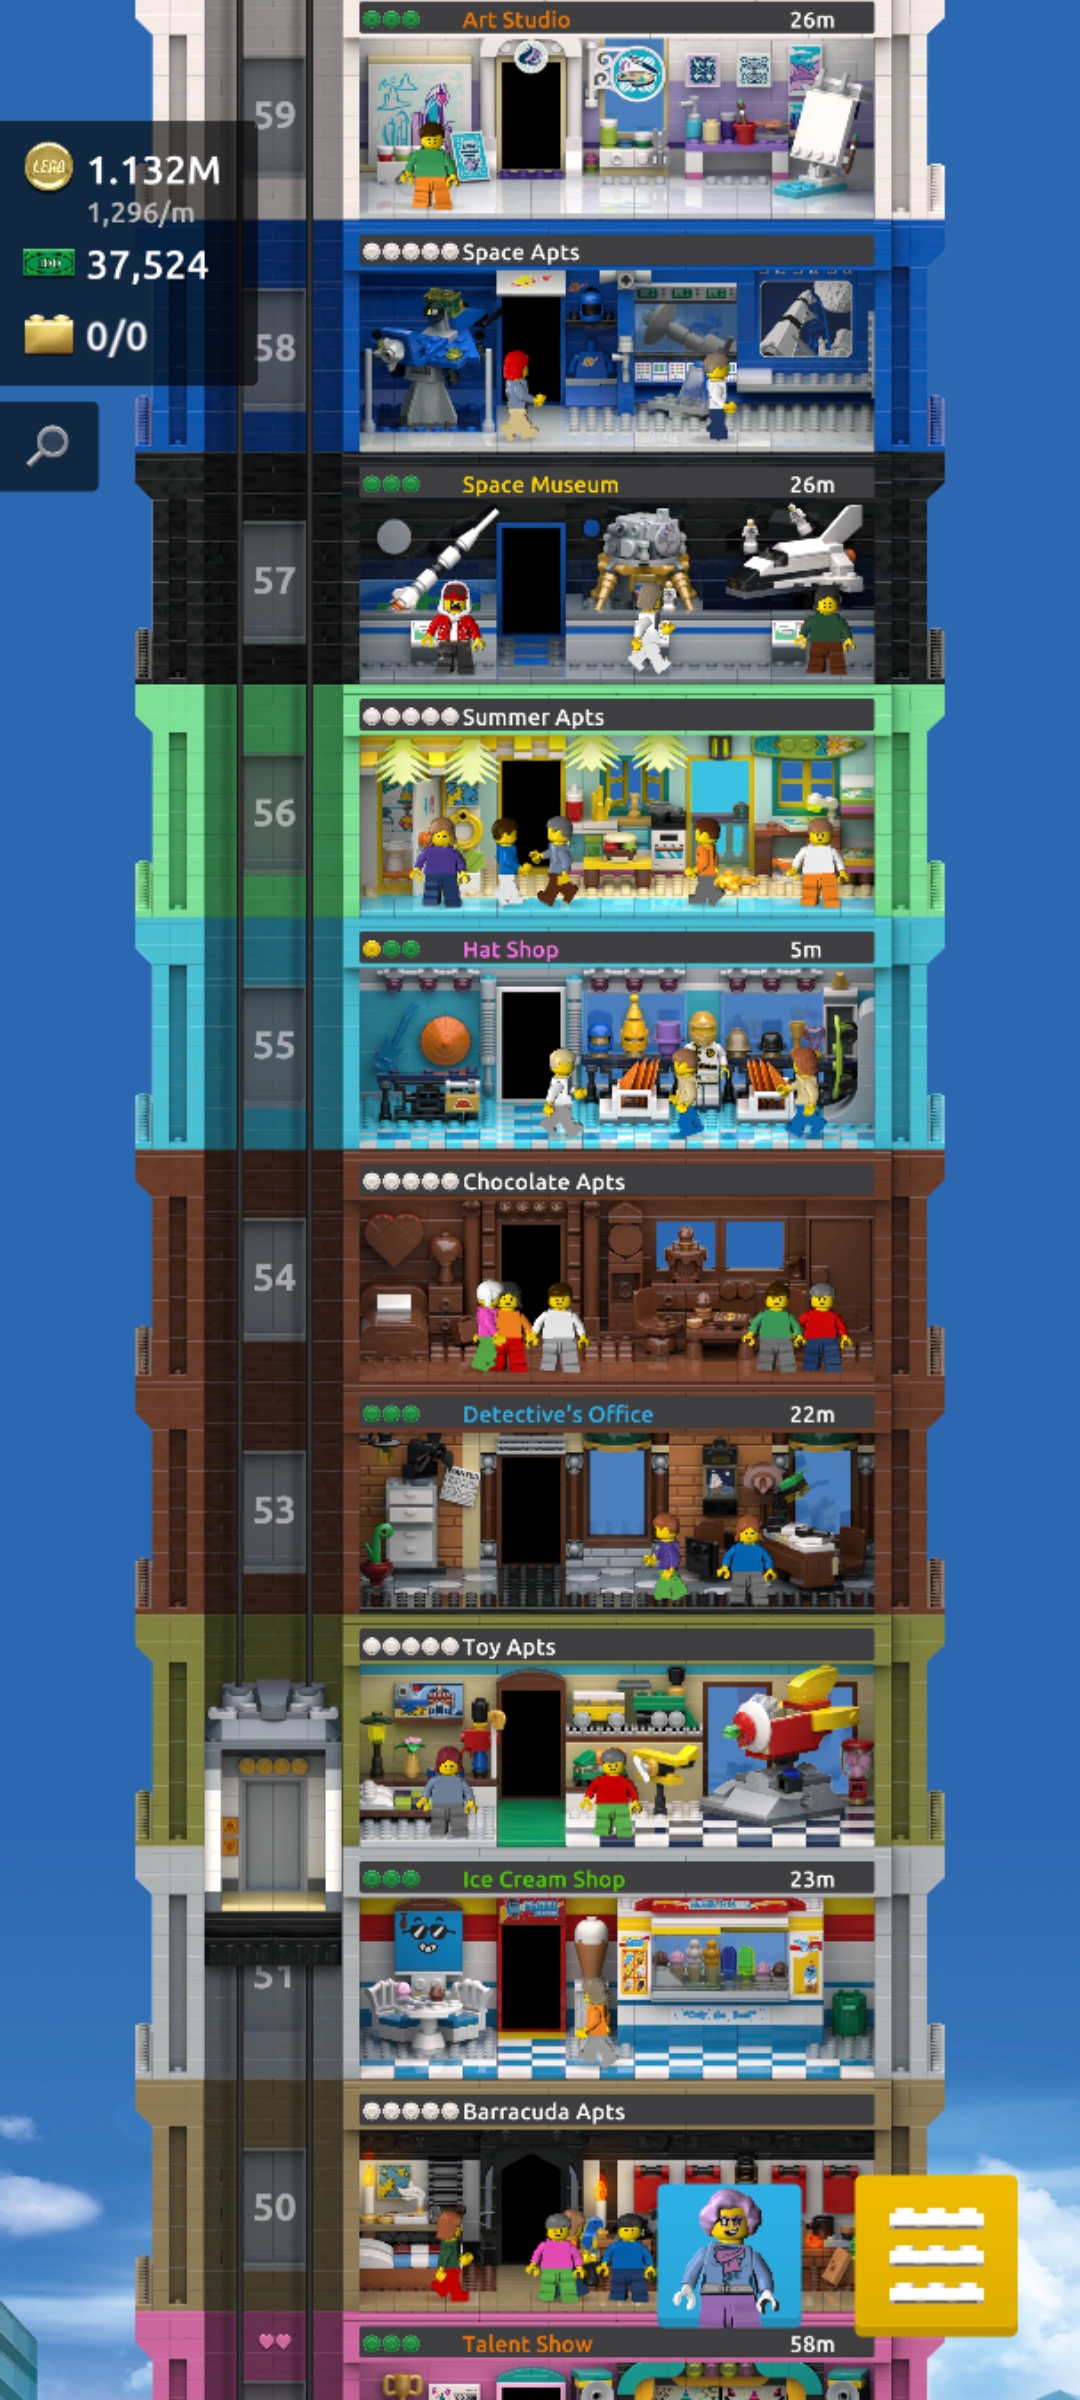 Art Studio 26m
59
LEGO 1.132M
1,296/m
37,524
0/0
Space Apts
58
Space Museum 26m
57
Summer Apts
56
Hat Shop 5m
55
Chocolate Apts
54
Detective's Office 22m
53
Toy Apts
Ice Cream Shop 23m
51
Barracuda Apts
50
Talent Show 58m